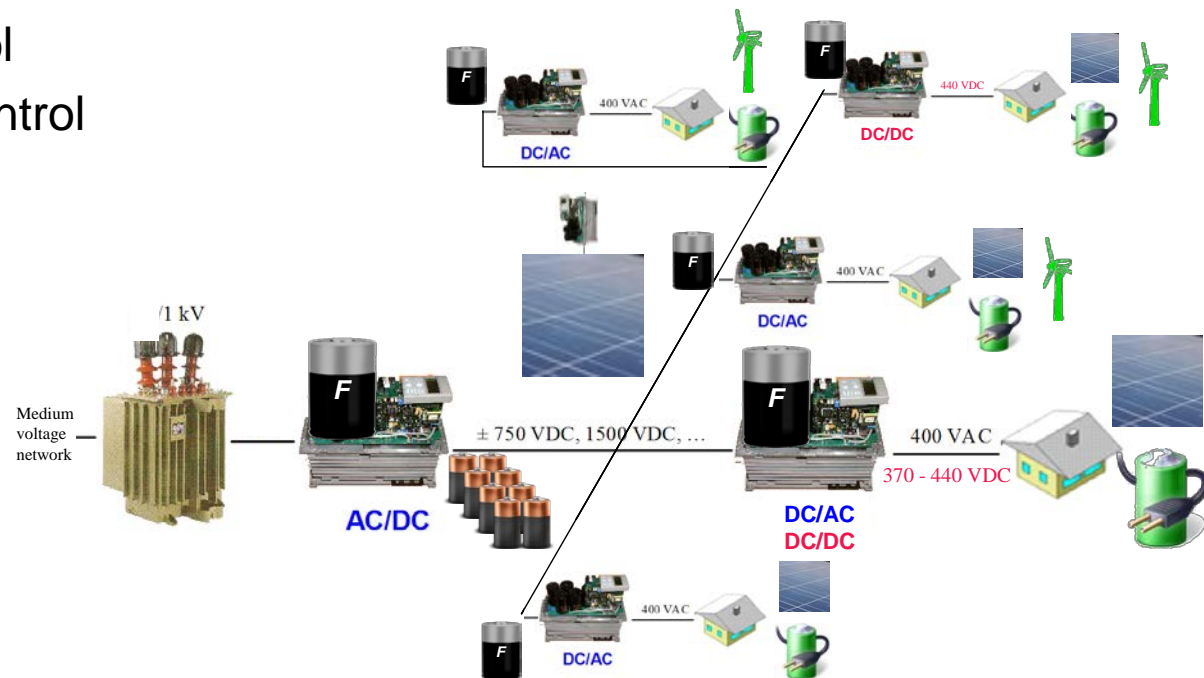 ol
ntrol
F
400 VAC
DC/AC
F
440 VDC
DC/DC
F
400 VAC
DC/AC
/1 kV
Medium
voltage
network
F
AC/DC
± 750 VDC, 1500 VDC, ...
F
DC/AC
DC/DC
400 VAC
370 - 440 VDC
F
400 VAC
DC/AC